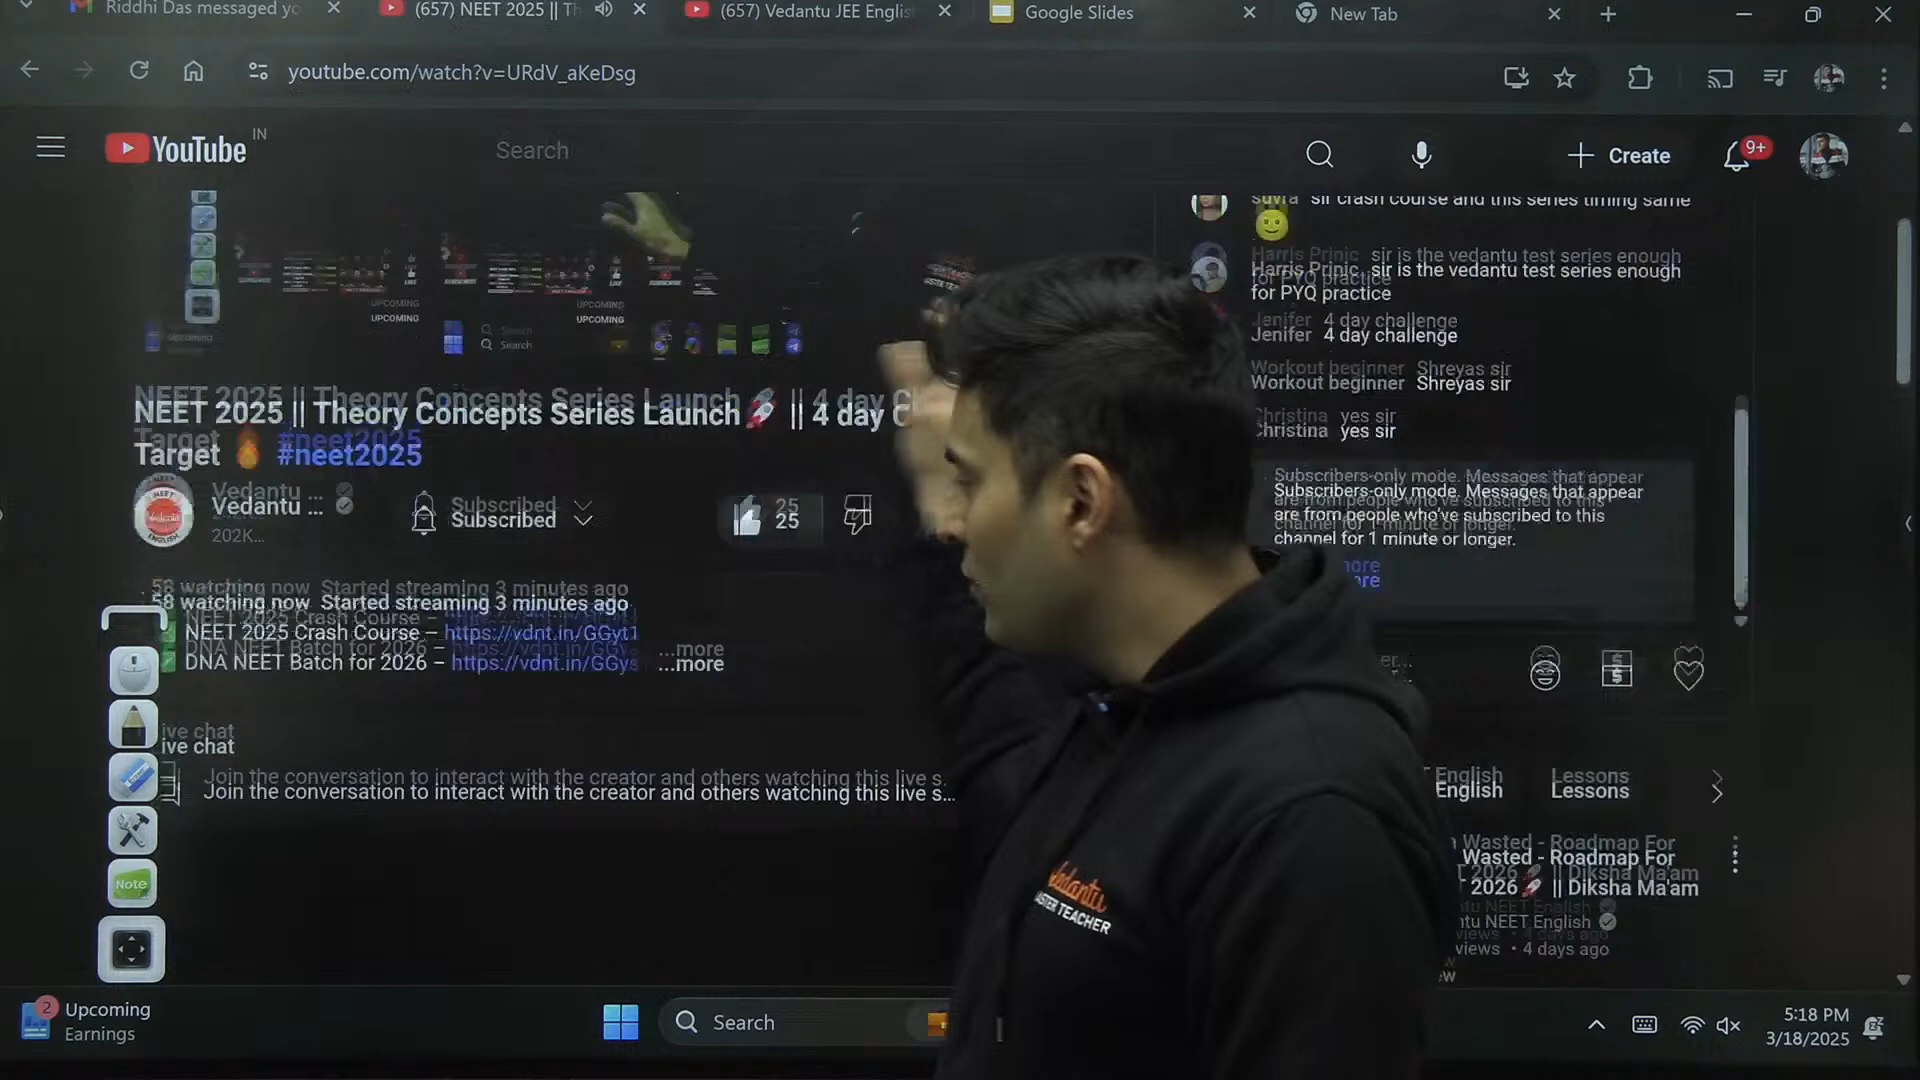 Riddhi Das messaged yo
(657) NEET 2025 || Th
(657) Vedantu JEE English
Google Slides
New Tab
youtube.com/watch?v=URdV_aKeDsg
YouTube IN
Search
Create
9+
suvra sir crash course and this series timing same
Harris Prinic sir is the vedantu test series enough
for PYQ practice
Jenifer 4 day challenge
Workout beginner Shreyas sir
Christina yes sir
UPCOMING
UPCOMING
Search
NEET 2025 || Theory Concepts Series Launch 🚀 || 4 day C
Target 🔥 #neet2025
Vedantu ...
202K...
Subscribed
25
Subscribers-only mode. Messages that appear
are from people who've subscribed to this
channel for 1 minute or longer.
58 watching now Started streaming 3 minutes ago
NEET 2025 Crash Course – https://vdnt.in/GGyt1
DNA NEET Batch for 2026 – https://vdnt.in/GGys
...more
ive chat
Join the conversation to interact with the creator and others watching this live s...
English
Lessons
Wasted - Roadmap For
2026 🚀 || Diksha Ma'am
ntu NEET English
views • 4 days ago
Note
Vedantu
MASTER TEACHER
2
Upcoming
Earnings
Search
5:18 PM
3/18/2025